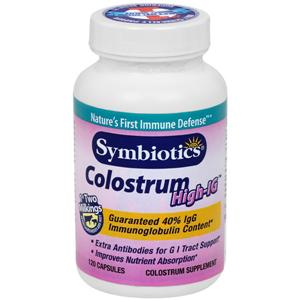 Nature's First Immune Defense™*
Symbiotics®
Colostrum
High-IG™
1st Two
Milkings
Guaranteed 40% IgG
Immunoglobulin Content*
• Extra Antibodies for G I Tract Support*
• Improves Nutrient Absorption*
120 CAPSULES COLOSTRUM SUPPLEMENT